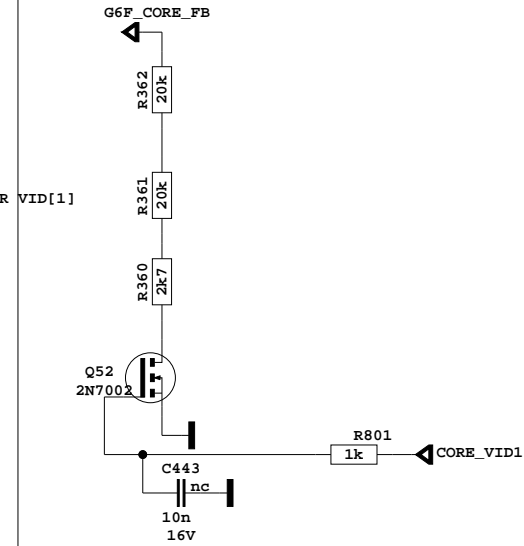 G6F_CORE_FB
R362
20k
R VID[1]
R361
20k
R360
2k7
Q52
2N7002
R801
1k
CORE_VID1
C443
nc
10n
16V